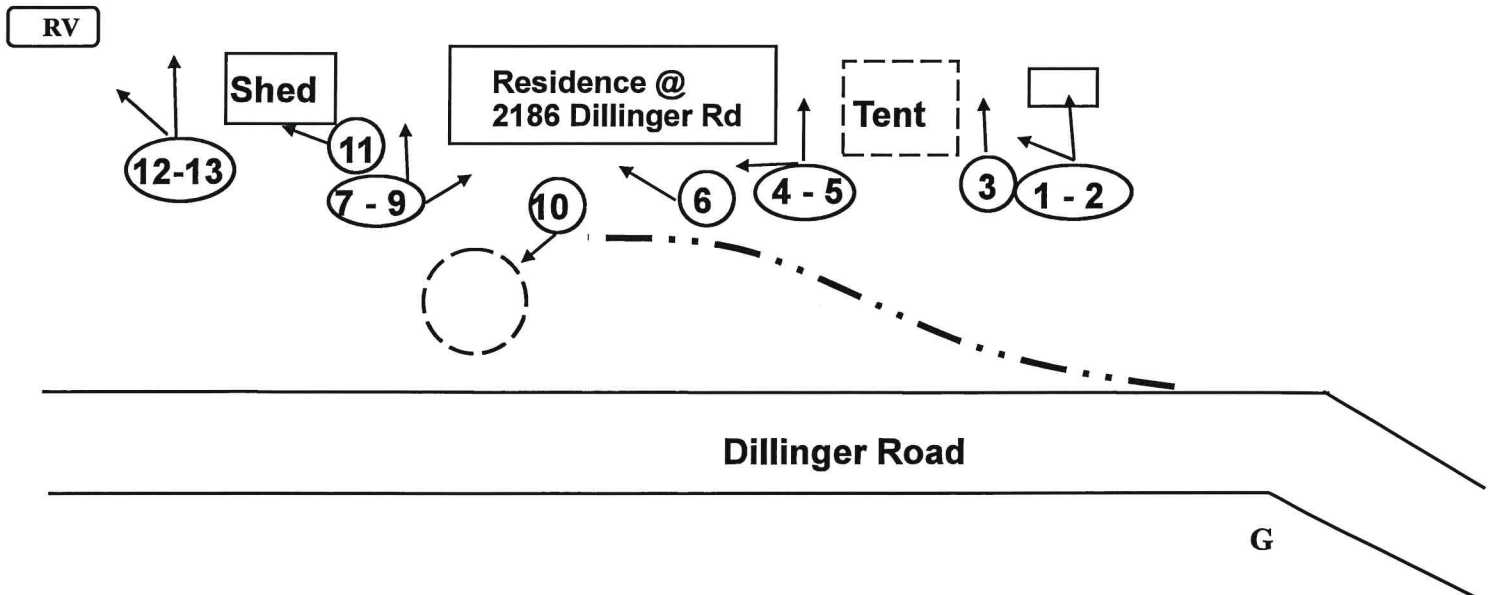 RV
Shed
Residence @
2186 Dillinger Rd
Tent
11
12-13
7 - 9
10
6
4 - 5
3
1 - 2
Dillinger Road
G